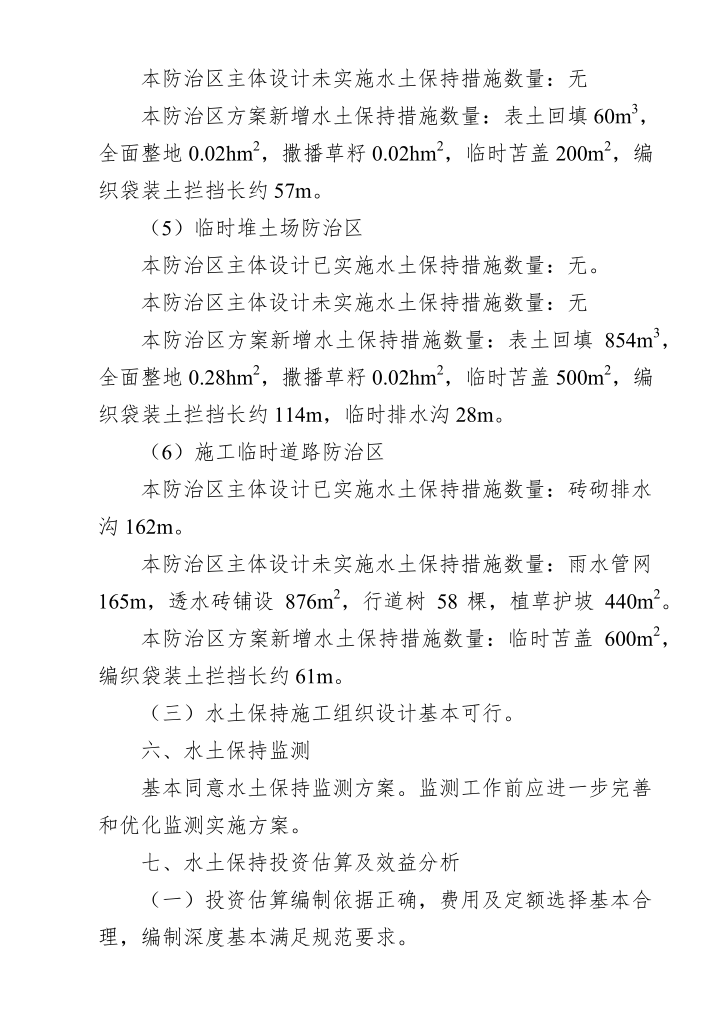 本防治区主体设计未实施水土保持措施数量：无
本防治区方案新增水土保持措施数量：表土回填 60m³，
全面整地 0.02hm²，撒播草籽 0.02hm²，临时苫盖 200m²，编
织袋装土拦挡长约 57m。
（5）临时堆土场防治区
本防治区主体设计已实施水土保持措施数量：无。
本防治区主体设计未实施水土保持措施数量：无
本防治区方案新增水土保持措施数量：表土回填 854m³，
全面整地 0.28hm²，撒播草籽 0.02hm²，临时苫盖 500m²，编
织袋装土拦挡长约 114m，临时排水沟 28m。
（6）施工临时道路防治区
本防治区主体设计已实施水土保持措施数量：砖砌排水
沟 162m。
本防治区主体设计未实施水土保持措施数量：雨水管网
165m，透水砖铺设 876m²，行道树 58 棵，植草护坡 440m²。
本防治区方案新增水土保持措施数量：临时苫盖 600m²，
编织袋装土拦挡长约 61m。
（三）水土保持施工组织设计基本可行。
六、水土保持监测
基本同意水土保持监测方案。监测工作前应进一步完善
和优化监测实施方案。
七、水土保持投资估算及效益分析
（一）投资估算编制依据正确，费用及定额选择基本合
理，编制深度基本满足规范要求。